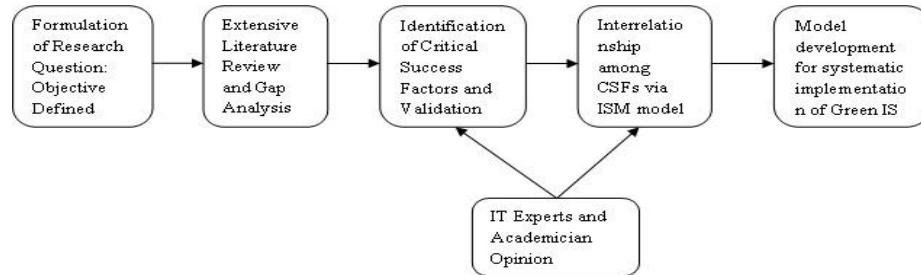 Formulation
of Research
Question:
Objective
Defined
Extensive
Literature
Review
and Gap
Analysis
Identification
of Critical
Success
Factors and
Validation
Interrelatio
nship
among
CSFs via
ISM model
Model
development
for systematic
implementatio
n of Green IS
IT Experts and
Academician
Opinion